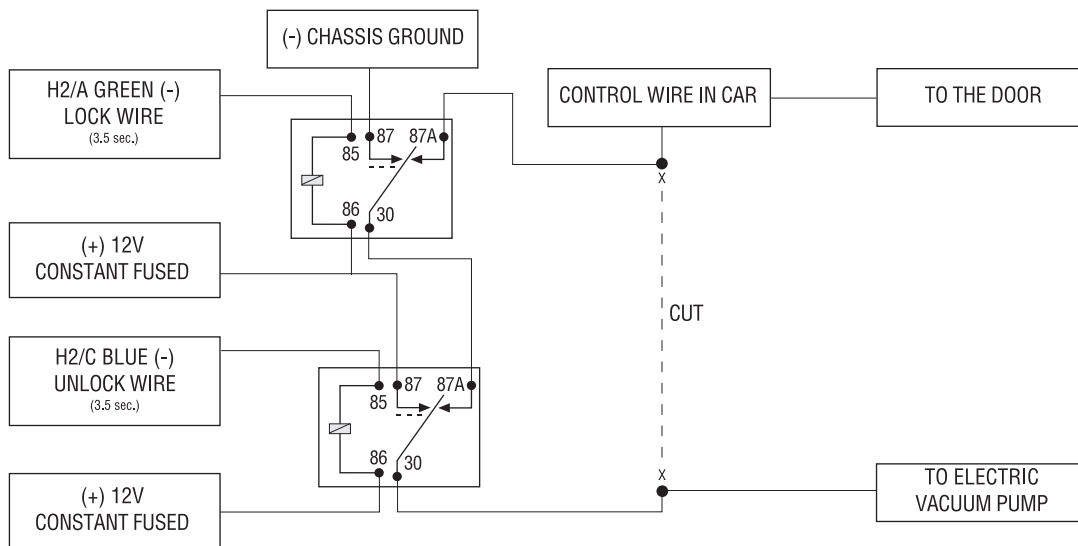 (-) CHASSIS GROUND
H2/A GREEN (-)
LOCK WIRE
(3.5 sec.)
CONTROL WIRE IN CAR
TO THE DOOR
87
87A
85
86
30
X
(+) 12V
CONSTANT FUSED
CUT
H2/C BLUE (-)
UNLOCK WIRE
(3.5 sec.)
87
87A
85
86
30
X
(+) 12V
CONSTANT FUSED
TO ELECTRIC
VACUUM PUMP